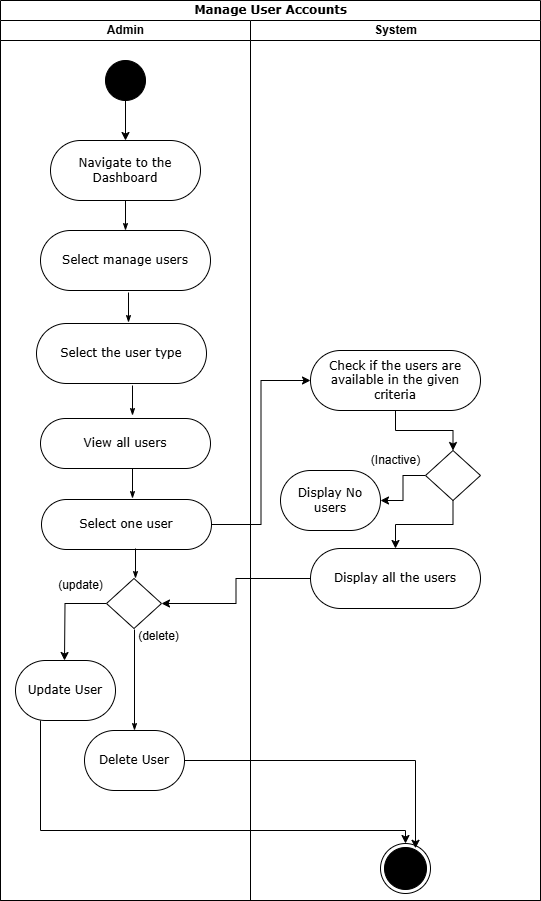 Manage User Accounts
Admin
System
Navigate to the
Dashboard
Select manage users
Select the user type
Check if the users are
available in the given
criteria
View all users
(Inactive)
Display No
users
Select one user
Display all the users
(update)
(delete)
Update User
Delete User